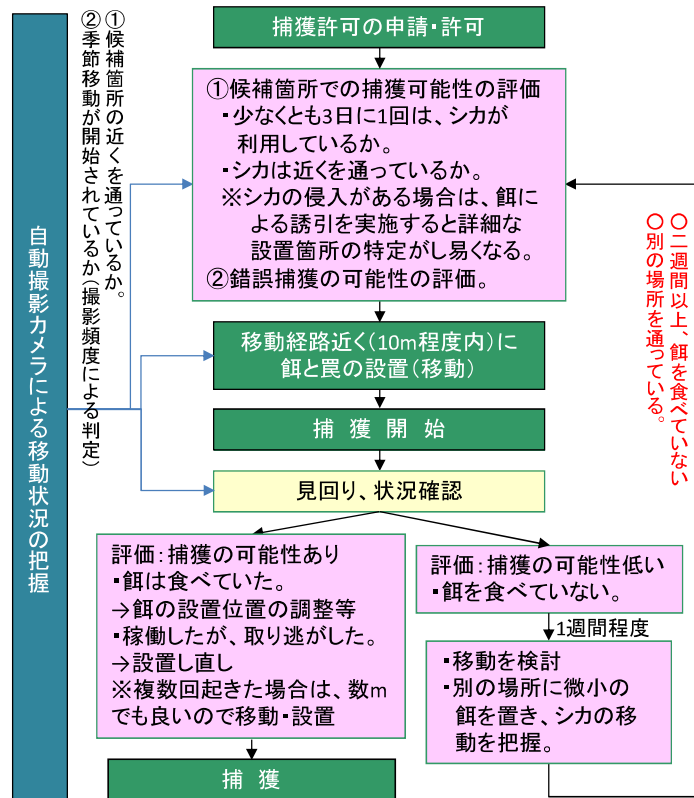 自動撮影カメラによる移動状況の把握
①候補箇所の近くを通っているか。
②季節移動が開始されているか（撮影頻度による判定）
捕獲許可の申請・許可
①候補箇所での捕獲可能性の評価
・少なくとも3日に1回は、シカが
利用しているか。
・シカは近くを通っているか。
※シカの侵入がある場合は、餌に
よる誘引を実施すると詳細な
設置箇所の特定がし易くなる。
②錯誤捕獲の可能性の評価。
移動経路近く（10m程度内）に
餌と罠の設置（移動）
捕 獲 開 始
見回り、状況確認
評価：捕獲の可能性あり
・餌は食べていた。
→餌の設置位置の調整等
・稼働したが、取り逃がした。
→設置し直し
※複数回起きた場合は、数m
でも良いので移動・設置
捕 獲
評価：捕獲の可能性低い
・餌を食べていない。
1週間程度
・移動を検討
・別の場所に微小の
餌を置き、シカの移
動を把握。
〇二週間以上、餌を食べていない
〇別の場所を通っている。